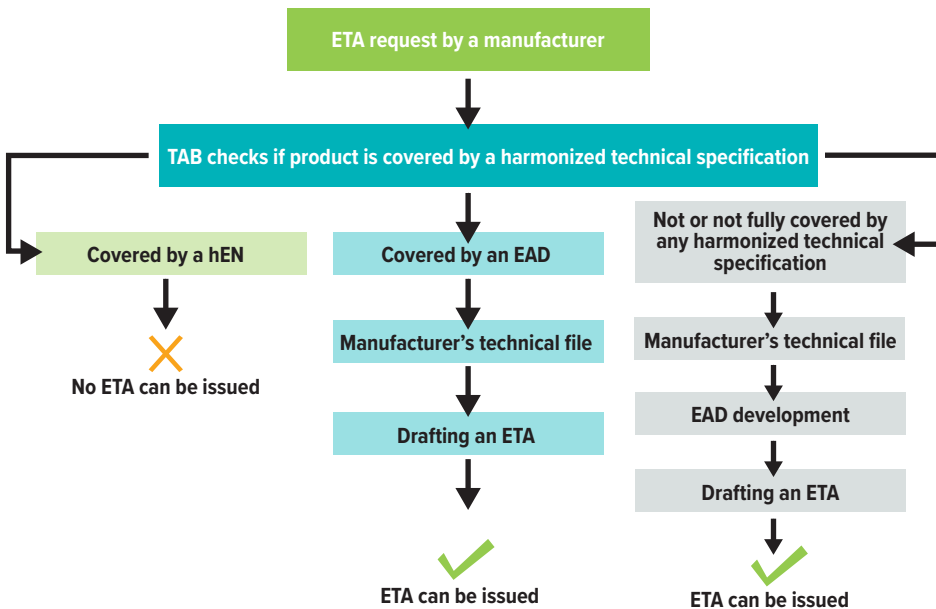 ETA request by a manufacturer
TAB checks if product is covered by a harmonized technical specification
Covered by a hEN
No ETA can be issued
Covered by an EAD
Manufacturer’s technical file
Drafting an ETA
ETA can be issued
Not or not fully covered by
any harmonized technical
specification
Manufacturer’s technical file
EAD development
Drafting an ETA
ETA can be issued